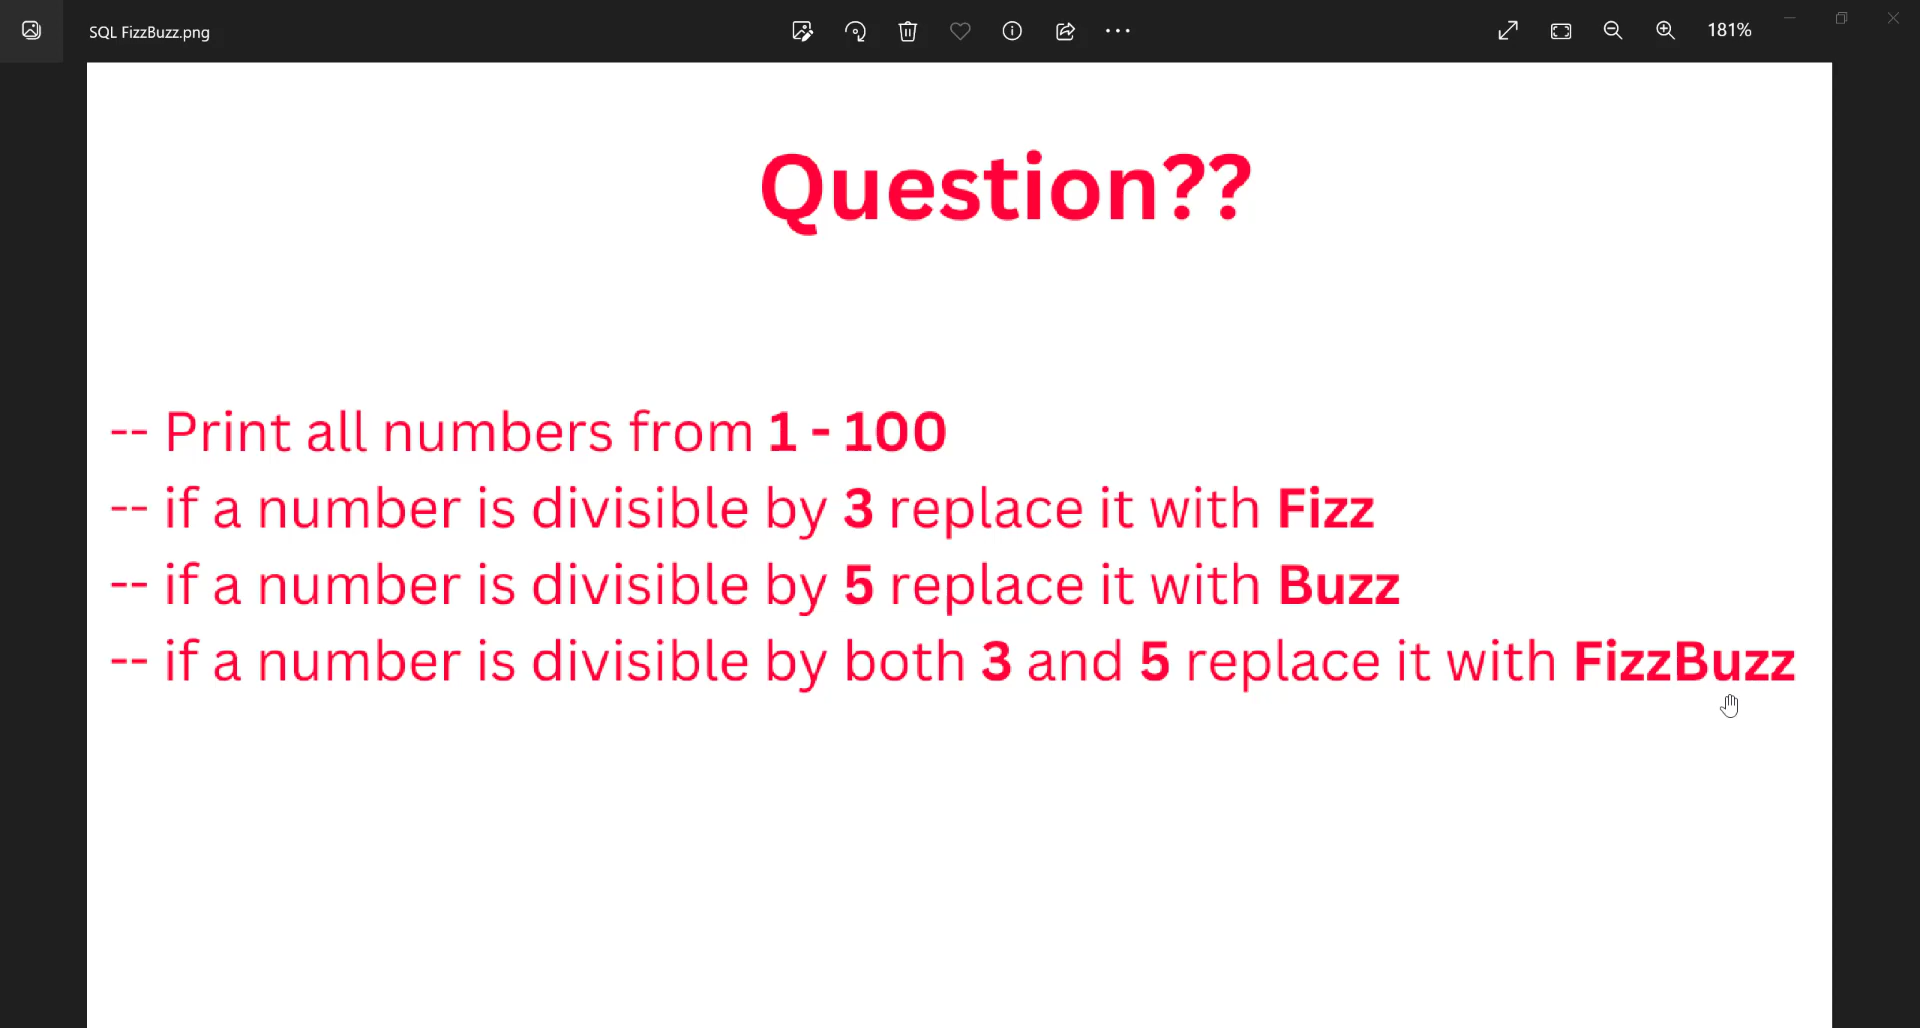 SQL FizzBuzz.png
181%
Question??
-- Print all numbers from 1 - 100
-- if a number is divisible by 3 replace it with Fizz
-- if a number is divisible by 5 replace it with Buzz
-- if a number is divisible by both 3 and 5 replace it with FizzBuzz